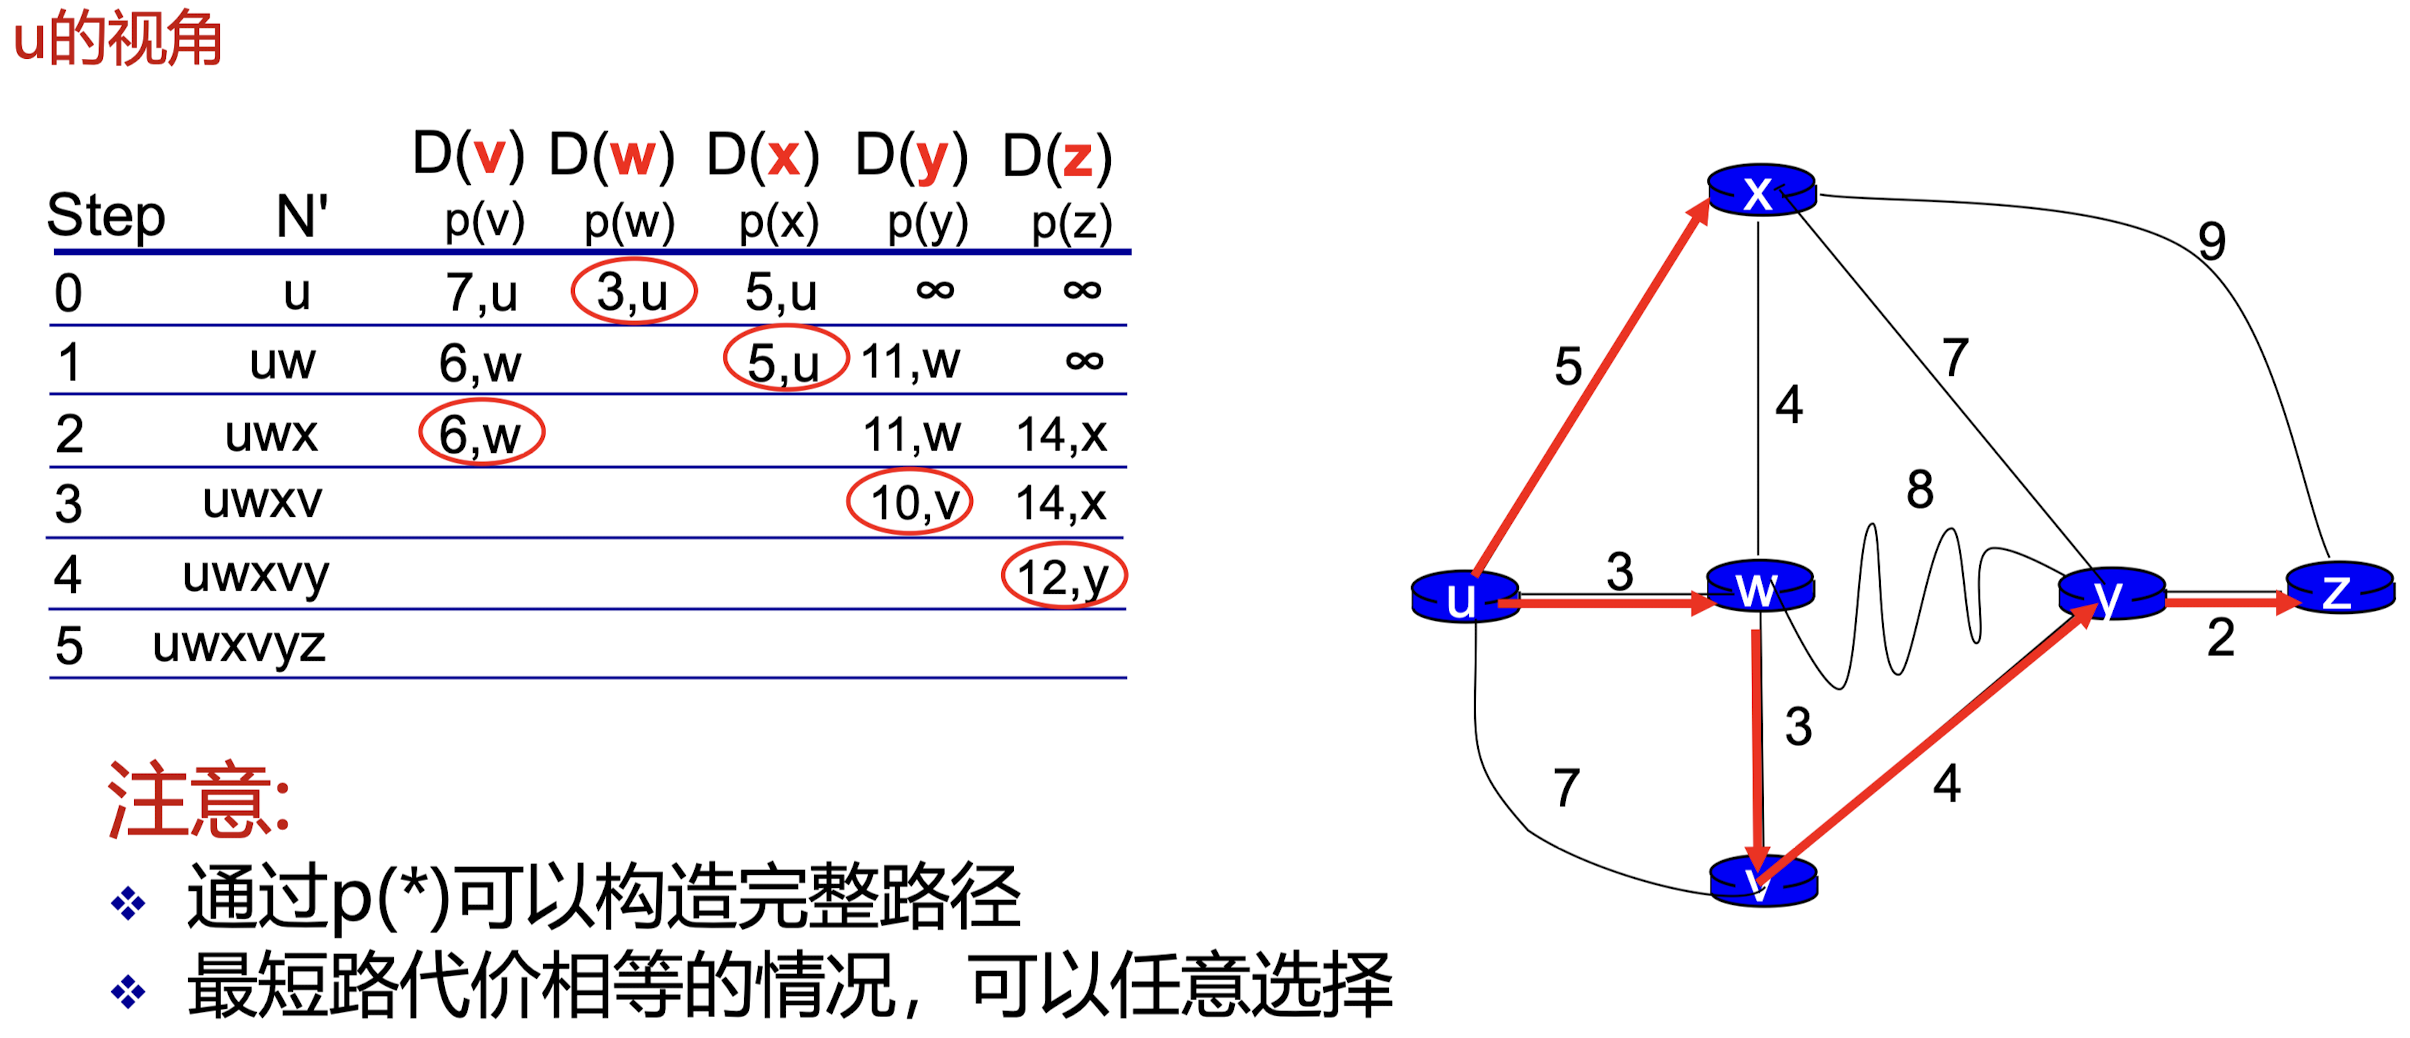 u的视角
D(v) D(w) D(x) D(y) D(z)
Step N' p(v) p(w) p(x) p(y) p(z)
0 u 7,u 3,u 5,u ∞ ∞
1 uw 6,w 5,u 11,w ∞
2 uwx 6,w 11,w 14,x
3 uwxv 10,v 14,x
4 uwxvy 12,y
5 uwxvyz
注意:
通过p(*)可以构造完整路径
最短路代价相等的情况，可以任意选择
x
9
5
7
4
8
u
3
w
y
z
2
3
7
4
v